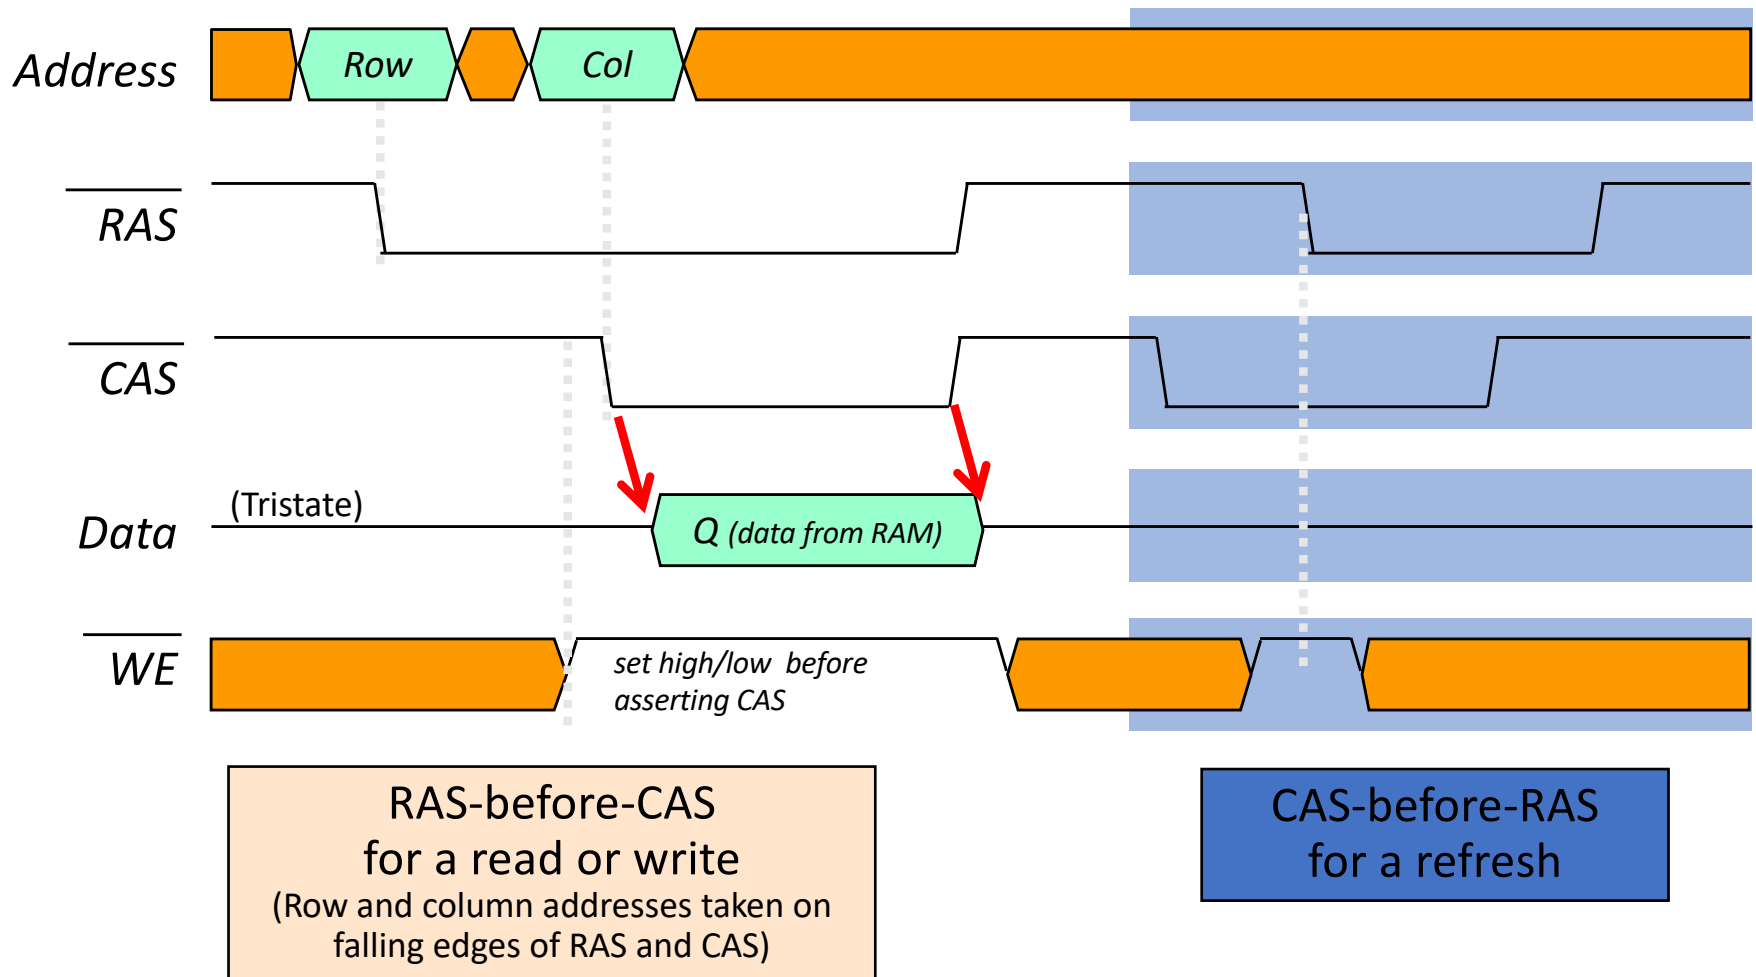 Address
Row
Col
RAS
CAS
(Tristate)
Data
Q (data from RAM)
WE
set high/low before
asserting CAS
RAS-before-CAS
for a read or write
(Row and column addresses taken on
falling edges of RAS and CAS)
CAS-before-RAS
for a refresh